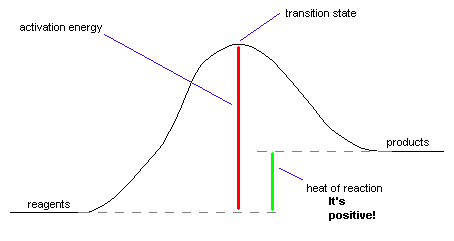 transition state
activation energy
products
heat of reaction
It's
positive!
reagents